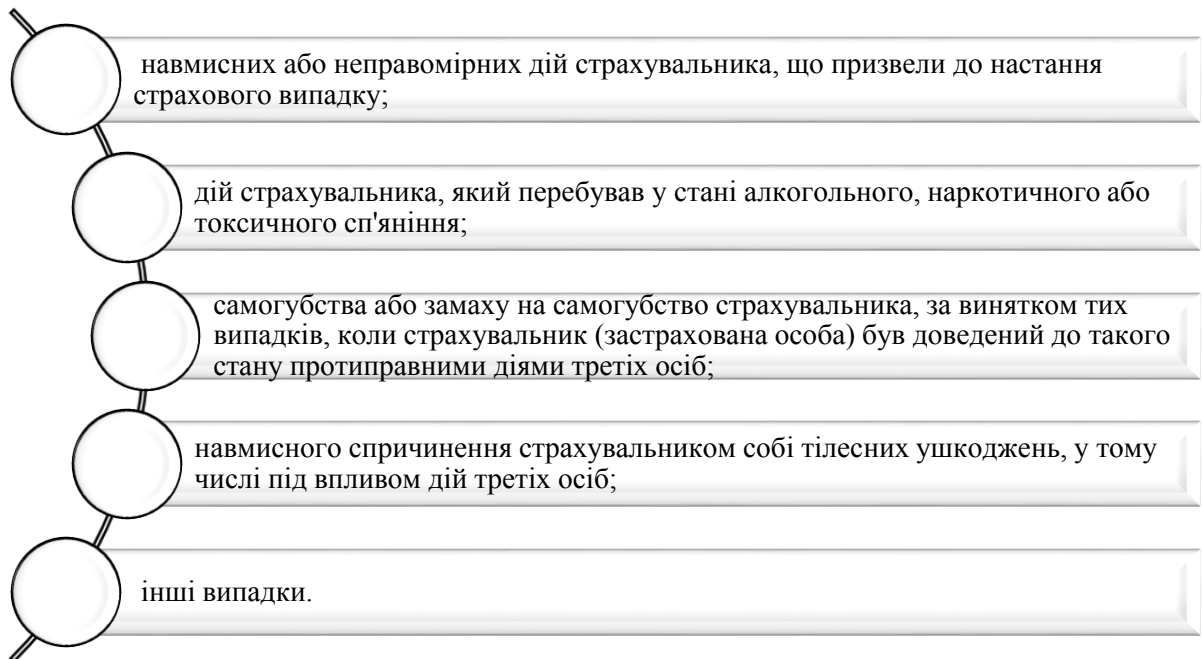 навмисних або неправомірних дій страхувальника, що призвели до настання
страхового випадку;
дій страхувальника, який перебував у стані алкогольного, наркотичного або
токсичного сп'яніння;
самогубства або замаху на самогубство страхувальника, за винятком тих
випадків, коли страхувальник (застрахована особа) був доведений до такого
стану протиправними діями третіх осіб;
навмисного спричинення страхувальником собі тілесних ушкоджень, у тому
числі під впливом дій третіх осіб;
інші випадки.